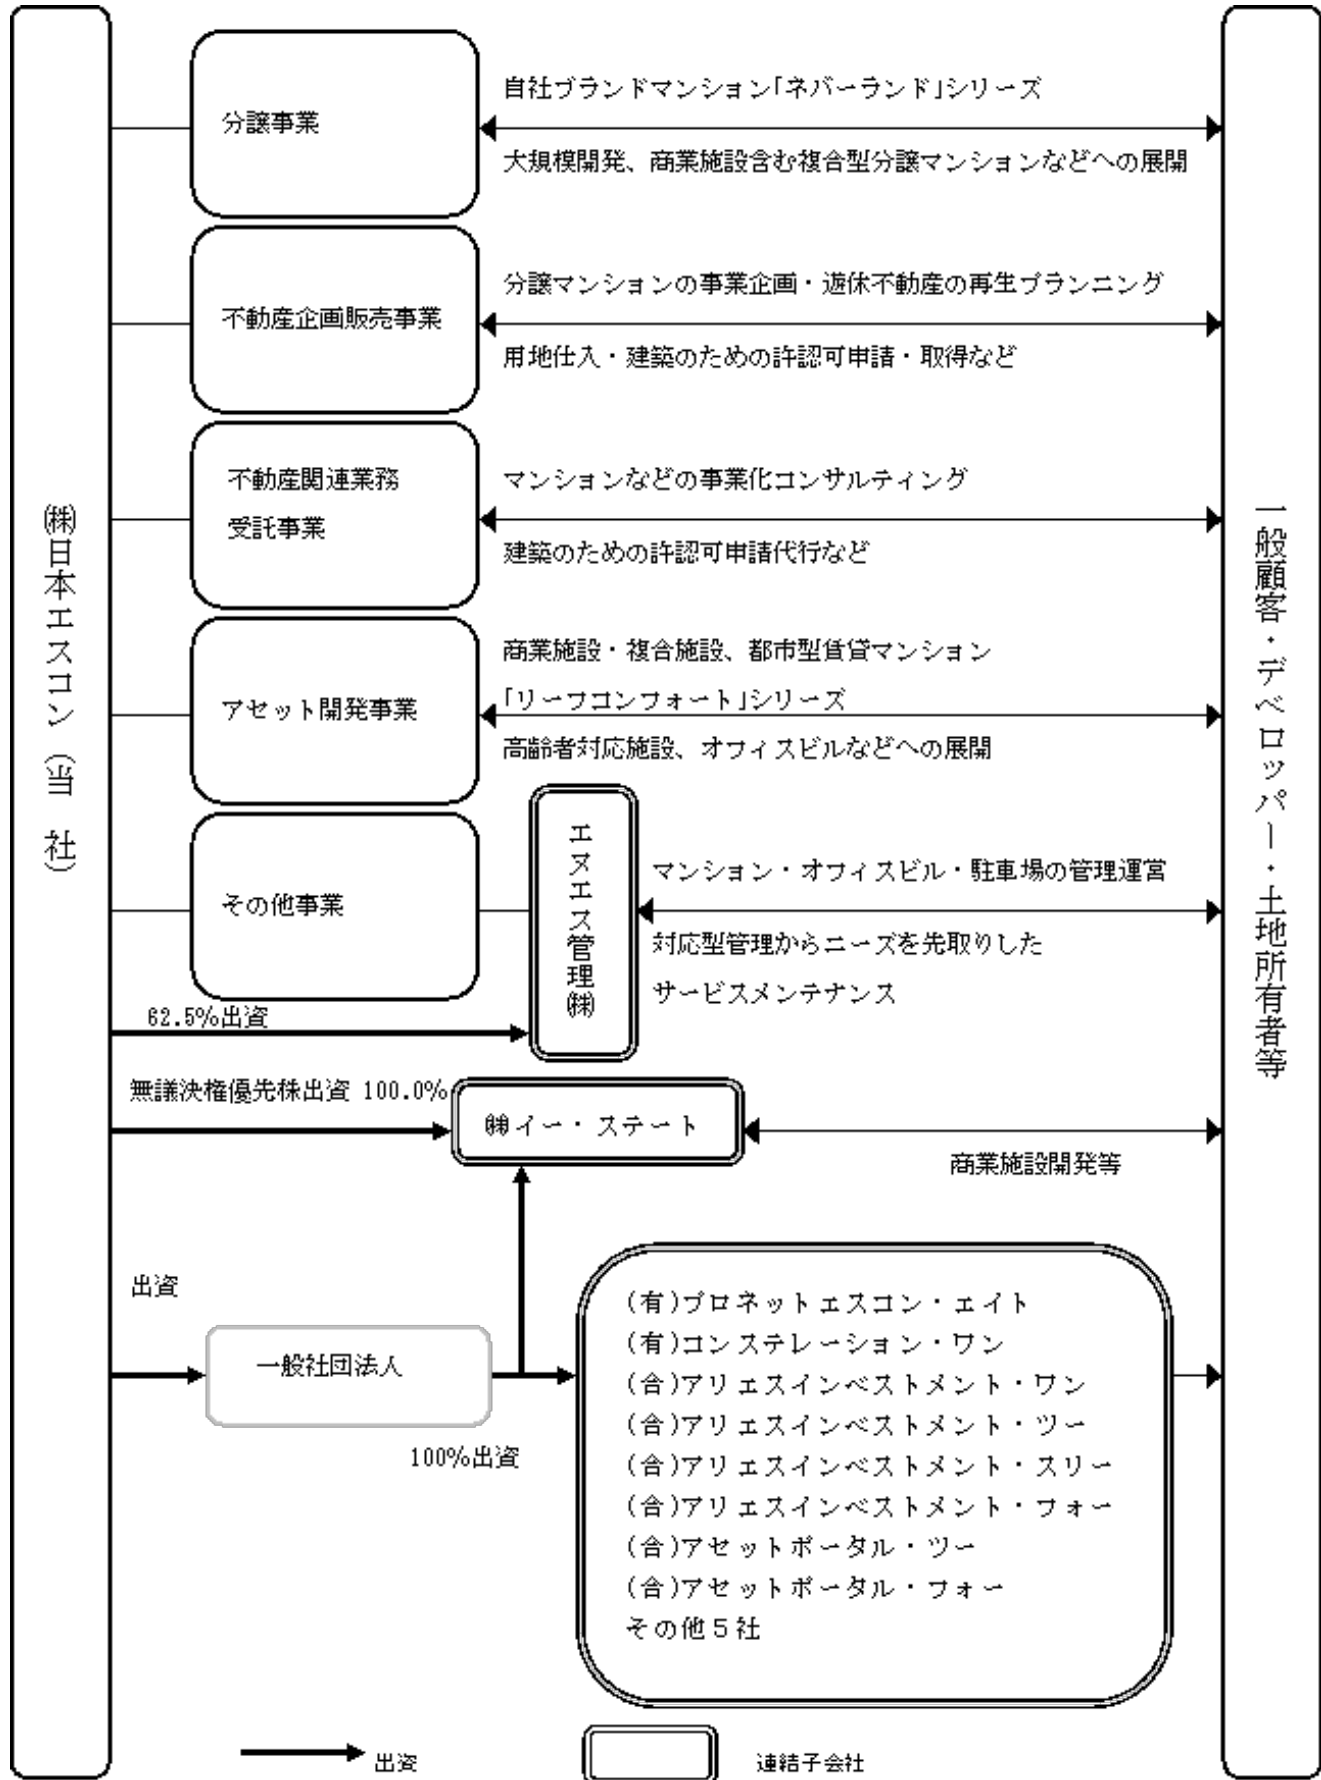 ㈱日本エスコン（当　社）
分譲事業
自社ブランドマンション「ネバーランド」シリーズ
大規模開発、商業施設含む複合型分譲マンションなどへの展開
不動産企画販売事業
分譲マンションの事業企画・遊休不動産の再生プランニング
用地仕入・建築のための許認可申請・取得など
不動産関連業務
受託事業
マンションなどの事業化コンサルティング
建築のための許認可申請代行など
アセット開発事業
商業施設・複合施設、都市型賃貸マンション
「リーフコンフォート」シリーズ
高齢者対応施設、オフィスビルなどへの展開
その他事業
エヌエス管理㈱
マンション・オフィスビル・駐車場の管理運営
対応型管理からニーズを先取りした
サービスメンテナンス
62.5%出資
無議決権優先株出資 100.0%
㈱イー・ステート
商業施設開発等
出資
一般社団法人
100%出資
(有)プロネットエスコン・エイト
(有)コンステレーション・ワン
(合)アリエスインベストメント・ワン
(合)アリエスインベストメント・ツー
(合)アリエスインベストメント・スリー
(合)アリエスインベストメント・フォー
(合)アセットポータル・ツー
(合)アセットポータル・フォー
その他５社
一般顧客・デベロッパー・土地所有者等
出資
連結子会社